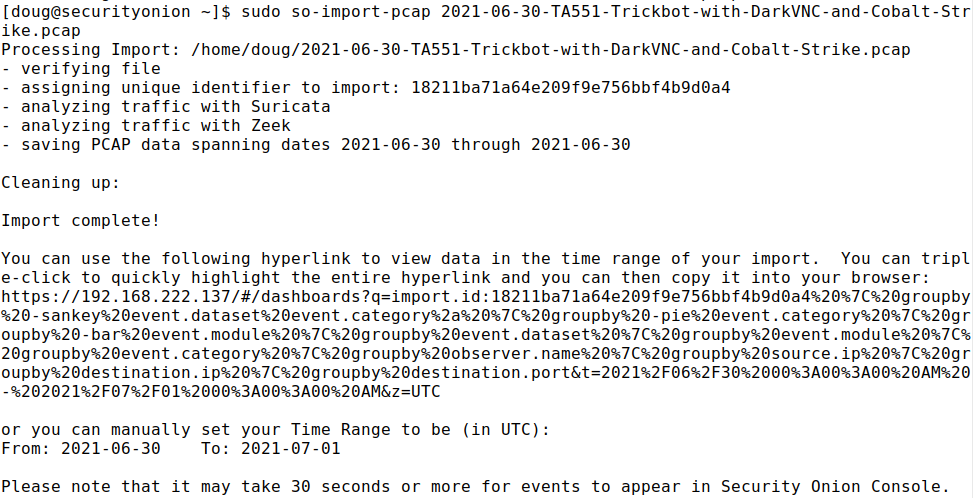 [doug@securityonion ~]$ sudo so-import-pcap 2021-06-30-TA551-Trickbot-with-DarkVNC-and-Cobalt-Str
ike.pcap
Processing Import: /home/doug/2021-06-30-TA551-Trickbot-with-DarkVNC-and-Cobalt-Strike.pcap
- verifying file
- assigning unique identifier to import: 18211ba71a64e209f9e756bbf4b9d0a4
- analyzing traffic with Suricata
- analyzing traffic with Zeek
- saving PCAP data spanning dates 2021-06-30 through 2021-06-30
Cleaning up:
Import complete!
You can use the following hyperlink to view data in the time range of your import.  You can tripl
e-click to quickly highlight the entire hyperlink and you can then copy it into your browser:
https://192.168.222.137/#/dashboards?q=import.id:18211ba71a64e209f9e756bbf4b9d0a4%20%7C%20groupby
%20-sankey%20event.dataset%20event.category%2a%20%7C%20groupby%20-pie%20event.category%20%7C%20gr
oupby%20-bar%20event.module%20%7C%20groupby%20event.dataset%20%7C%20groupby%20event.module%20%7C%
20groupby%20event.category%20%7C%20groupby%20observer.name%20%7C%20groupby%20source.ip%20%7C%20gr
oupby%20destination.ip%20%7C%20groupby%20destination.port&t=2021%2F06%2F30%2000%3A00%3A00%20AM%20
-%202021%2F07%2F01%2000%3A00%3A00%20AM&z=UTC
or you can manually set your Time Range to be (in UTC):
From: 2021-06-30    To: 2021-07-01
Please note that it may take 30 seconds or more for events to appear in Security Onion Console.